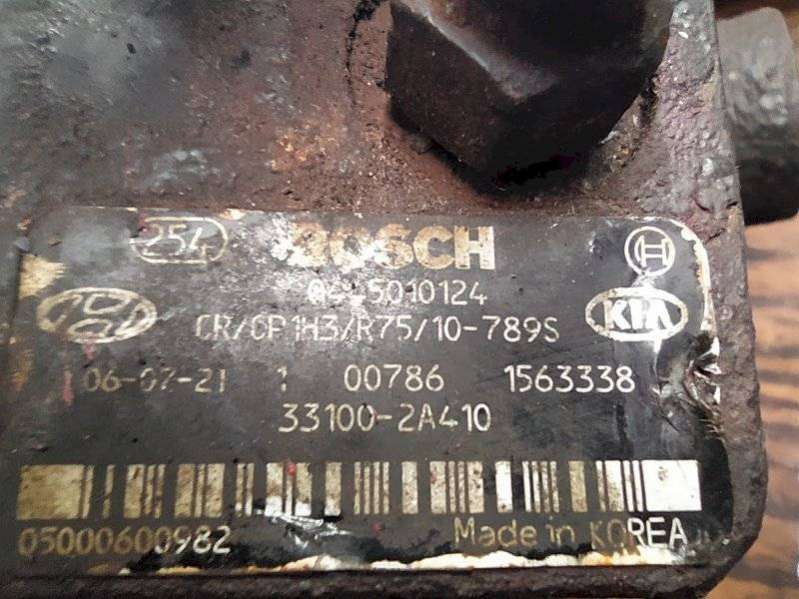 254 BOSCH
0445010124
CR/CP1H3/R75/10-789S KIA
06-07-21 1 00786 1563338
33100-2A410
05000600982 Made in KOREA